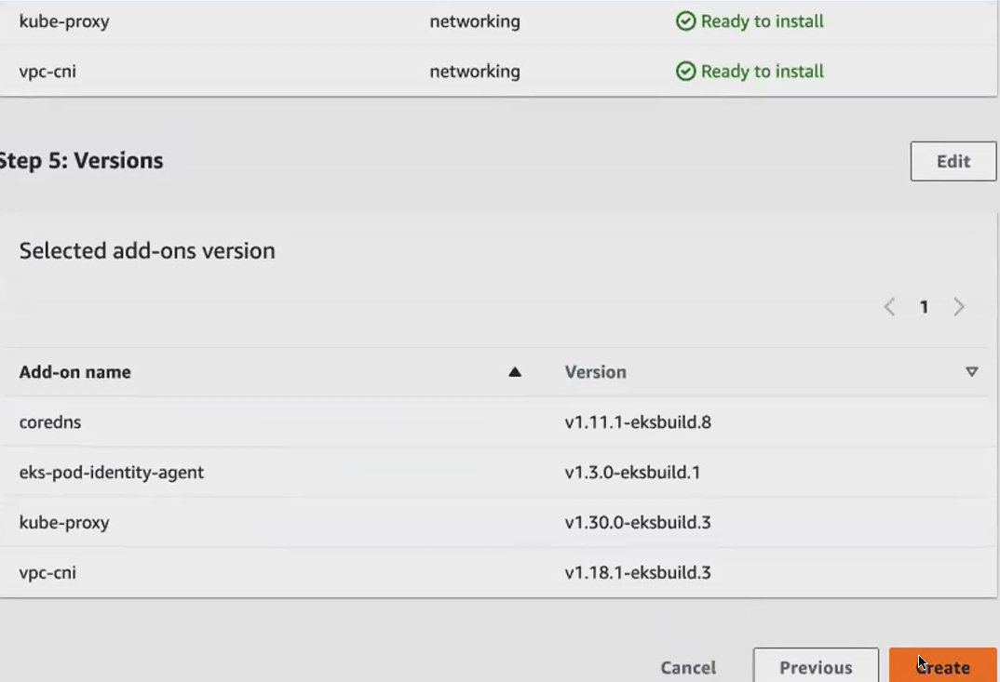 kube-proxy networking Ready to install
vpc-cni networking Ready to install
Step 5: Versions Edit
Selected add-ons version
1
Add-on name Version
coredns v1.11.1-eksbuild.8
eks-pod-identity-agent v1.3.0-eksbuild.1
kube-proxy v1.30.0-eksbuild.3
vpc-cni v1.18.1-eksbuild.3
Cancel Previous Create